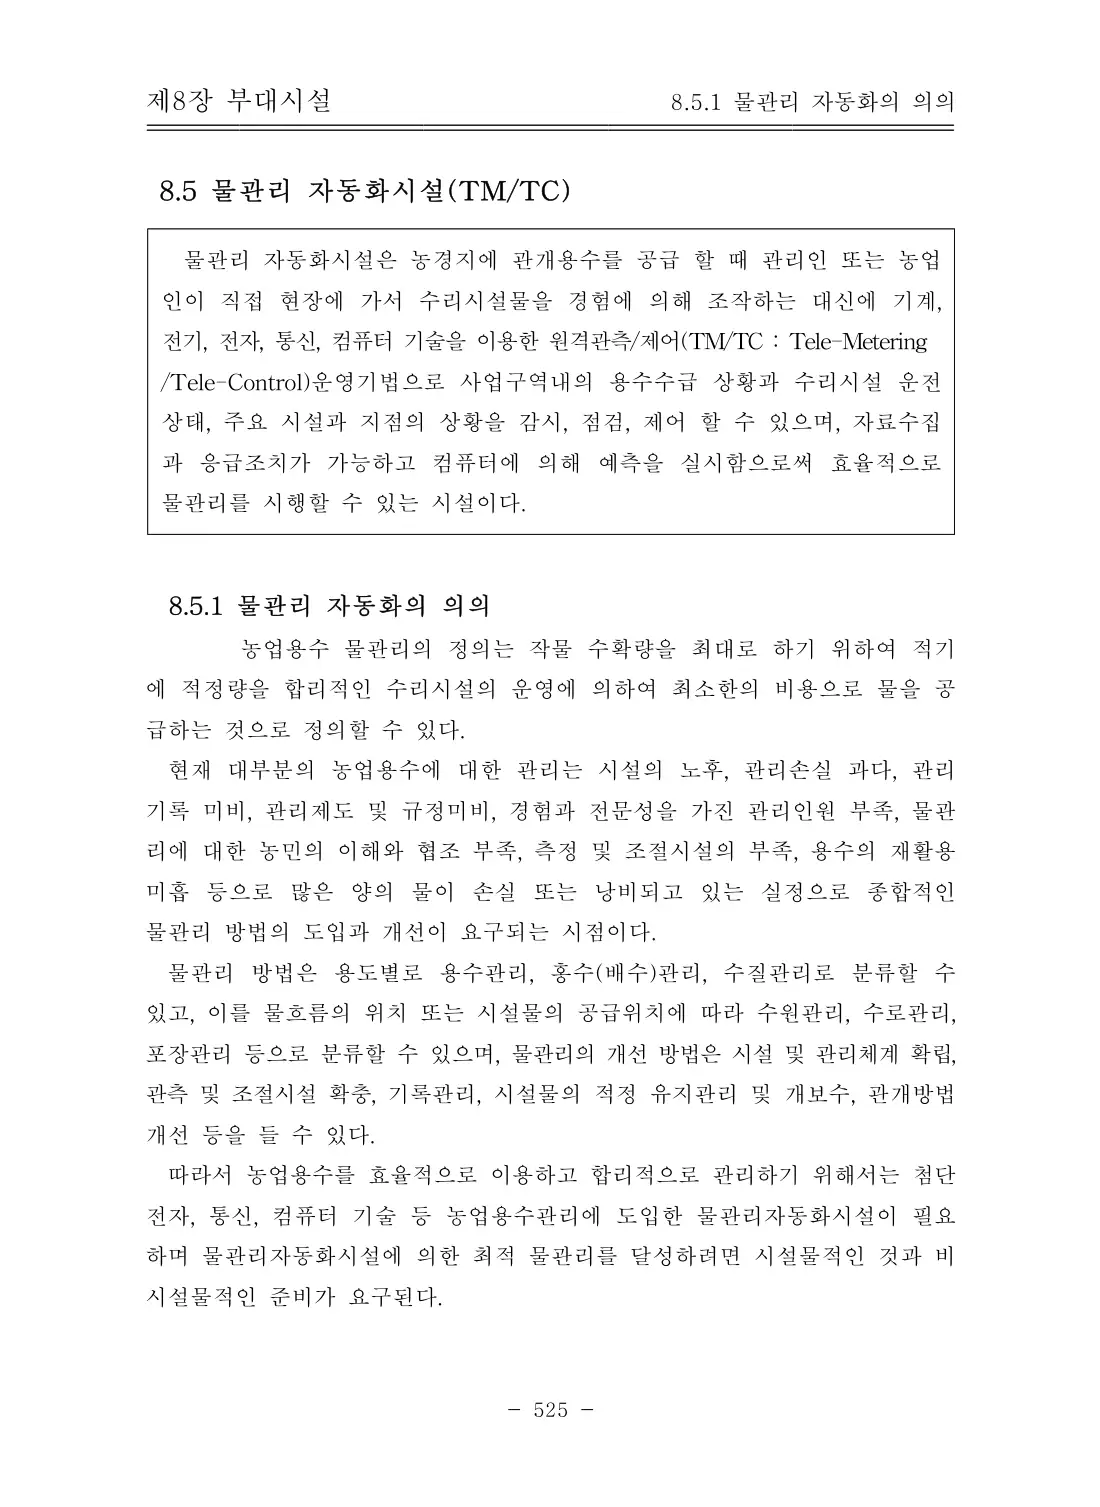 제8장 부대시설
8.5.1 물관리 자동화의 의의
8.5 물관리 자동화시설(TM/TC)
물관리 자동화시설은 농경지에 관개용수를 공급 할 때 관리인 또는 농업
인이 직접 현장에 가서 수리시설물을 경험에 의해 조작하는 대신에 기계,
전기, 전자, 통신, 컴퓨터 기술을 이용한 원격관측/제어(TM/TC : Tele-Metering
/Tele-Control)운영기법으로 사업구역내의 용수수급 상황과 수리시설 운전
상태, 주요 시설과 지점의 상황을 감시, 점검, 제어 할 수 있으며, 자료수집
과 응급조치가 가능하고 컴퓨터에 의해 예측을 실시함으로써 효율적으로
물관리를 시행할 수 있는 시설이다.
8.5.1 물관리 자동화의 의의
농업용수 물관리의 정의는 작물 수확량을 최대로 하기 위하여 적기
에 적정량을 합리적인 수리시설의 운영에 의하여 최소한의 비용으로 물을 공
급하는 것으로 정의할 수 있다.
현재 대부분의 농업용수에 대한 관리는 시설의 노후, 관리손실 과다, 관리
기록 미비, 관리제도 및 규정미비, 경험과 전문성을 가진 관리인원 부족, 물관
리에 대한 농민의 이해와 협조 부족, 측정 및 조절시설의 부족, 용수의 재활용
미흡 등으로 많은 양의 물이 손실 또는 낭비되고 있는 실정으로 종합적인
물관리 방법의 도입과 개선이 요구되는 시점이다.
물관리 방법은 용도별로 용수관리, 홍수(배수)관리, 수질관리로 분류할 수
있고, 이를 물흐름의 위치 또는 시설물의 공급위치에 따라 수원관리, 수로관리,
포장관리 등으로 분류할 수 있으며, 물관리의 개선 방법은 시설 및 관리체계 확립,
관측 및 조절시설 확충, 기록관리, 시설물의 적정 유지관리 및 개보수, 관개방법
개선 등을 들 수 있다.
따라서 농업용수를 효율적으로 이용하고 합리적으로 관리하기 위해서는 첨단
전자, 통신, 컴퓨터 기술 등 농업용수관리에 도입한 물관리자동화시설이 필요
하며 물관리자동화시설에 의한 최적 물관리를 달성하려면 시설물적인 것과 비
시설물적인 준비가 요구된다.
- 525 -